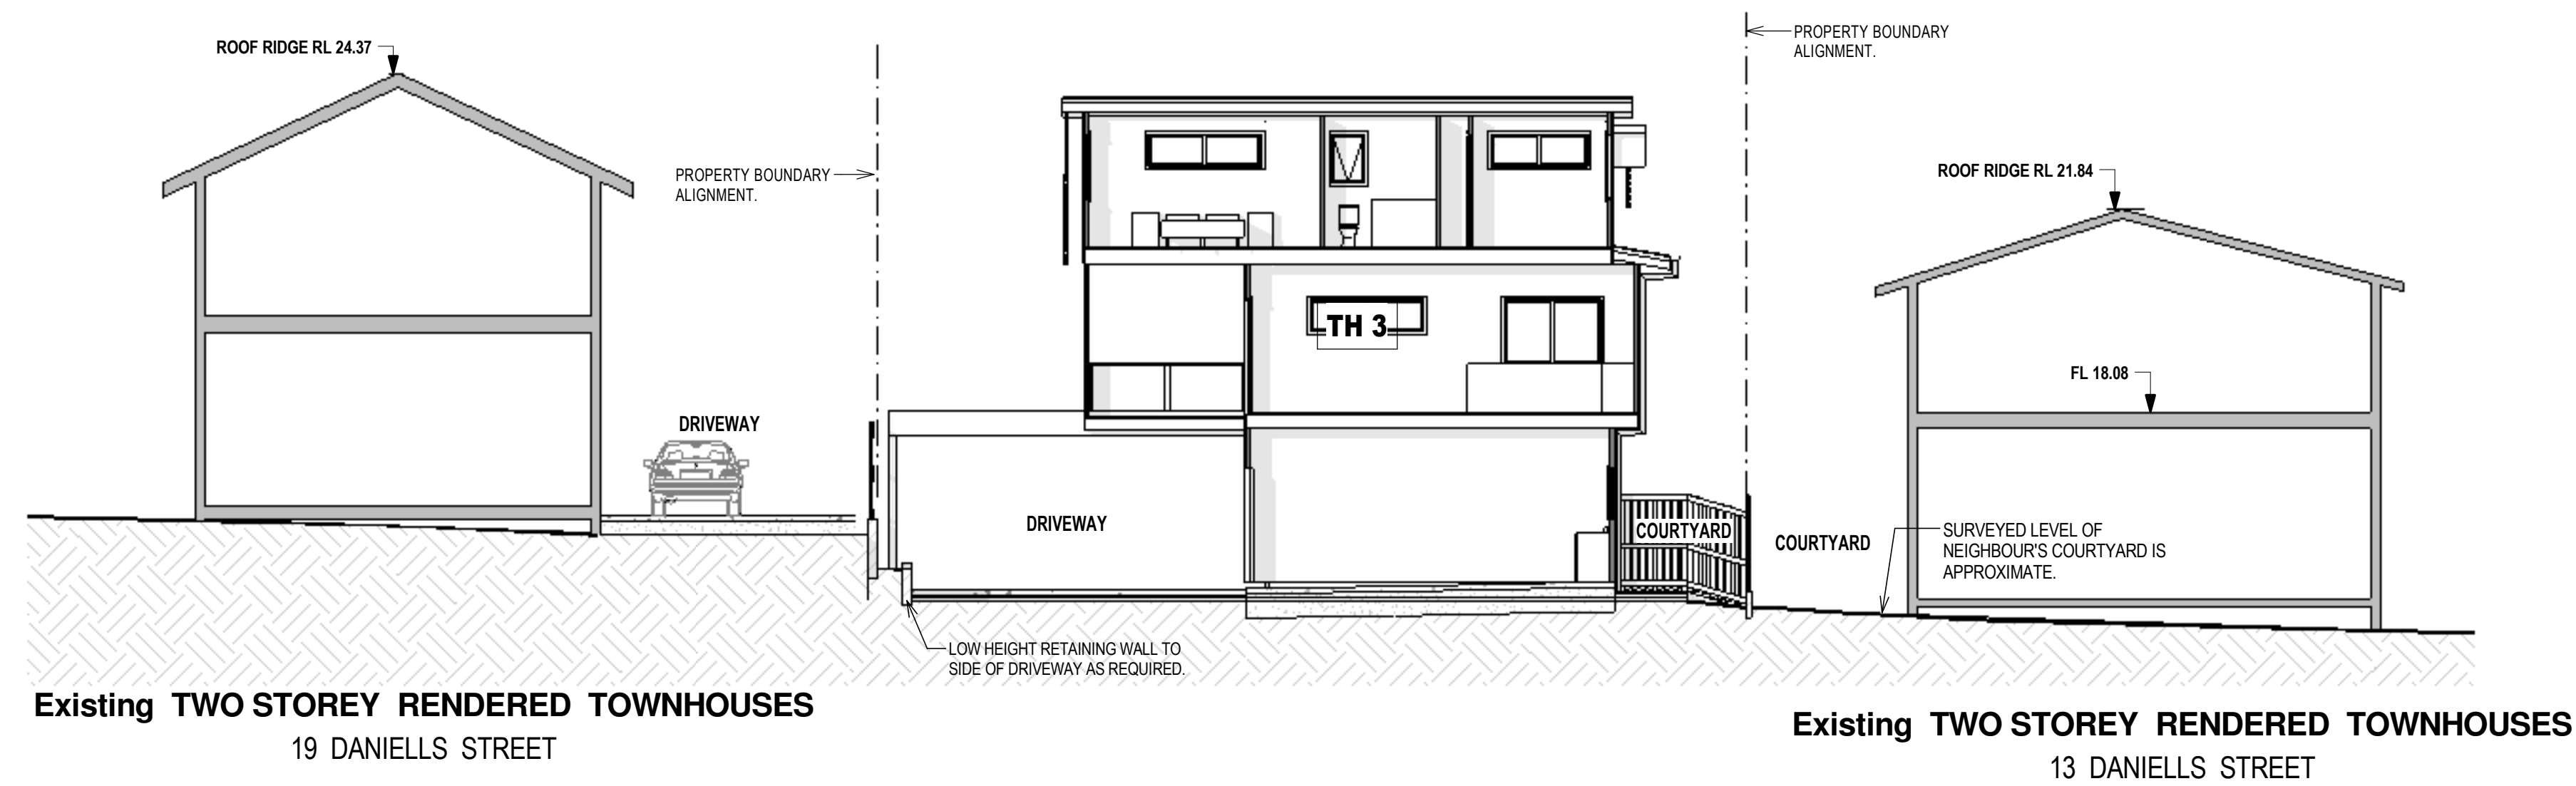 PROPERTY BOUNDARY
ALIGNMENT.
ROOF RIDGE RL 24.37
PROPERTY BOUNDARY
ALIGNMENT.
ROOF RIDGE RL 21.84
TH 3
FL 18.08
DRIVEWAY
DRIVEWAY
COURTYARD
COURTYARD
SURVEYED LEVEL OF
NEIGHBOUR'S COURTYARD IS
APPROXIMATE.
LOW HEIGHT RETAINING WALL TO
SIDE OF DRIVEWAY AS REQUIRED.
Existing TWO STOREY RENDERED TOWNHOUSES
19 DANIELLS STREET
Existing TWO STOREY RENDERED TOWNHOUSES
13 DANIELLS STREET